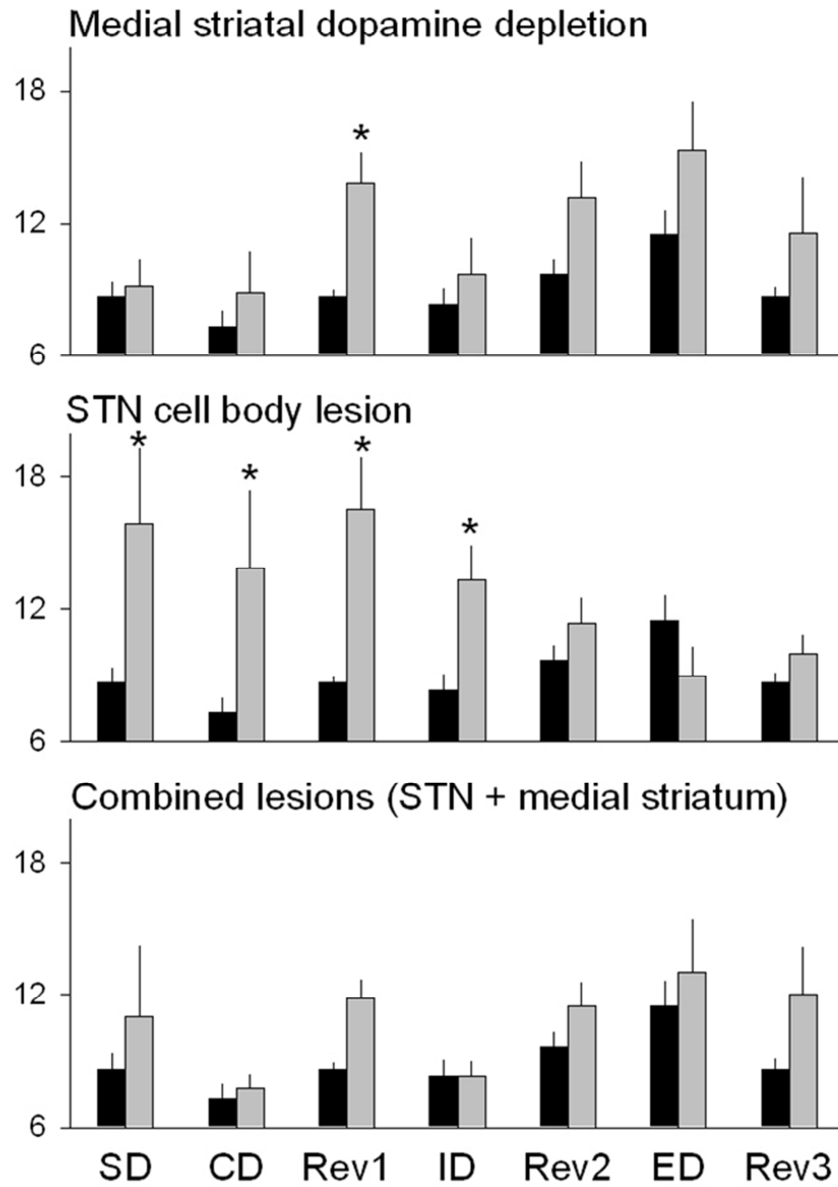 Medial striatal dopamine depletion
18
*
12
6
STN cell body lesion
* * *
18
*
12
6
Combined lesions (STN + medial striatum)
18
12
6
SD CD Rev1 ID Rev2 ED Rev3